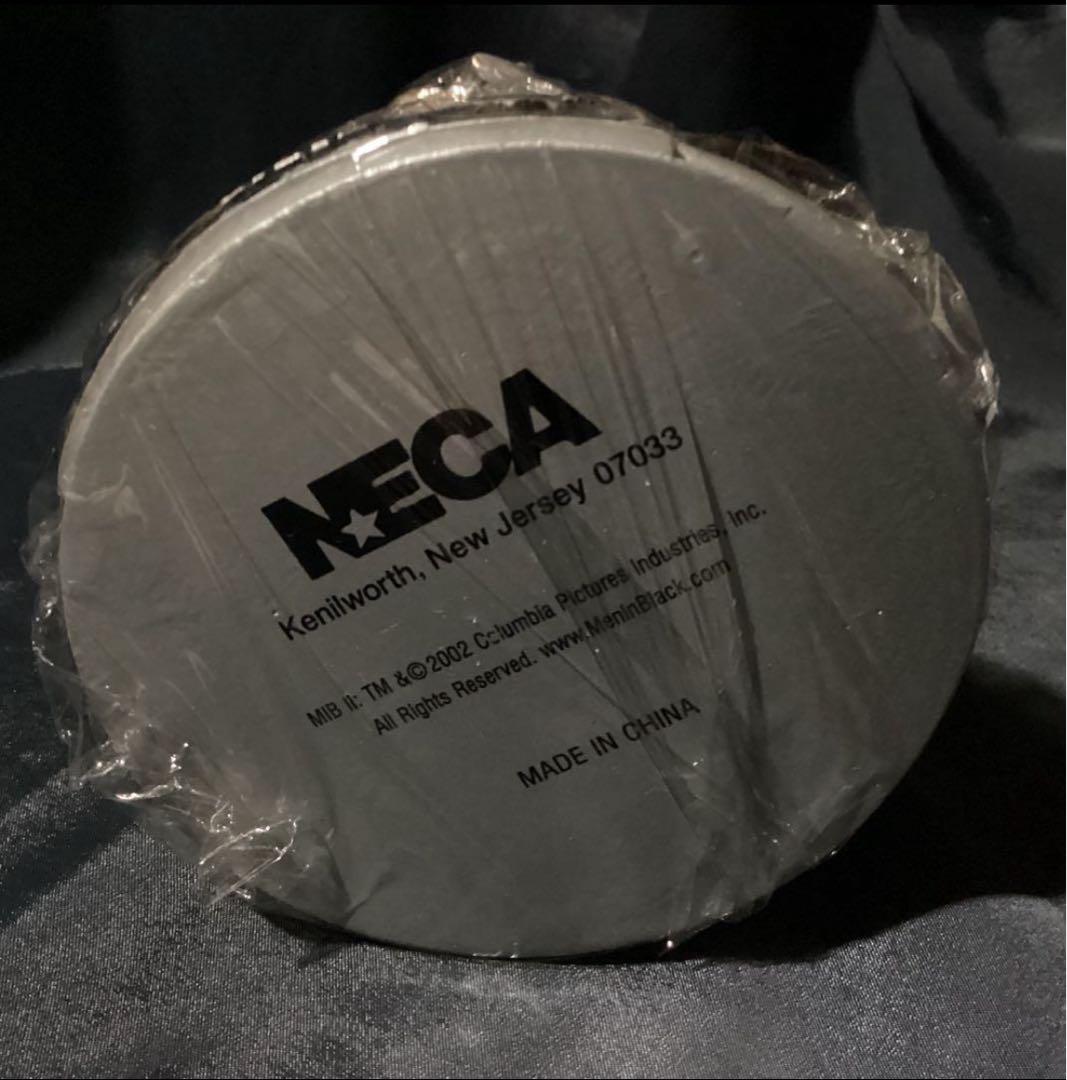 NECA
Kenilworth, New Jersey 07033
MIB II: TM &©2002 Columbia Pictures Industries, Inc.
All Rights Reserved. www.MeninBlack.com
MADE IN CHINA